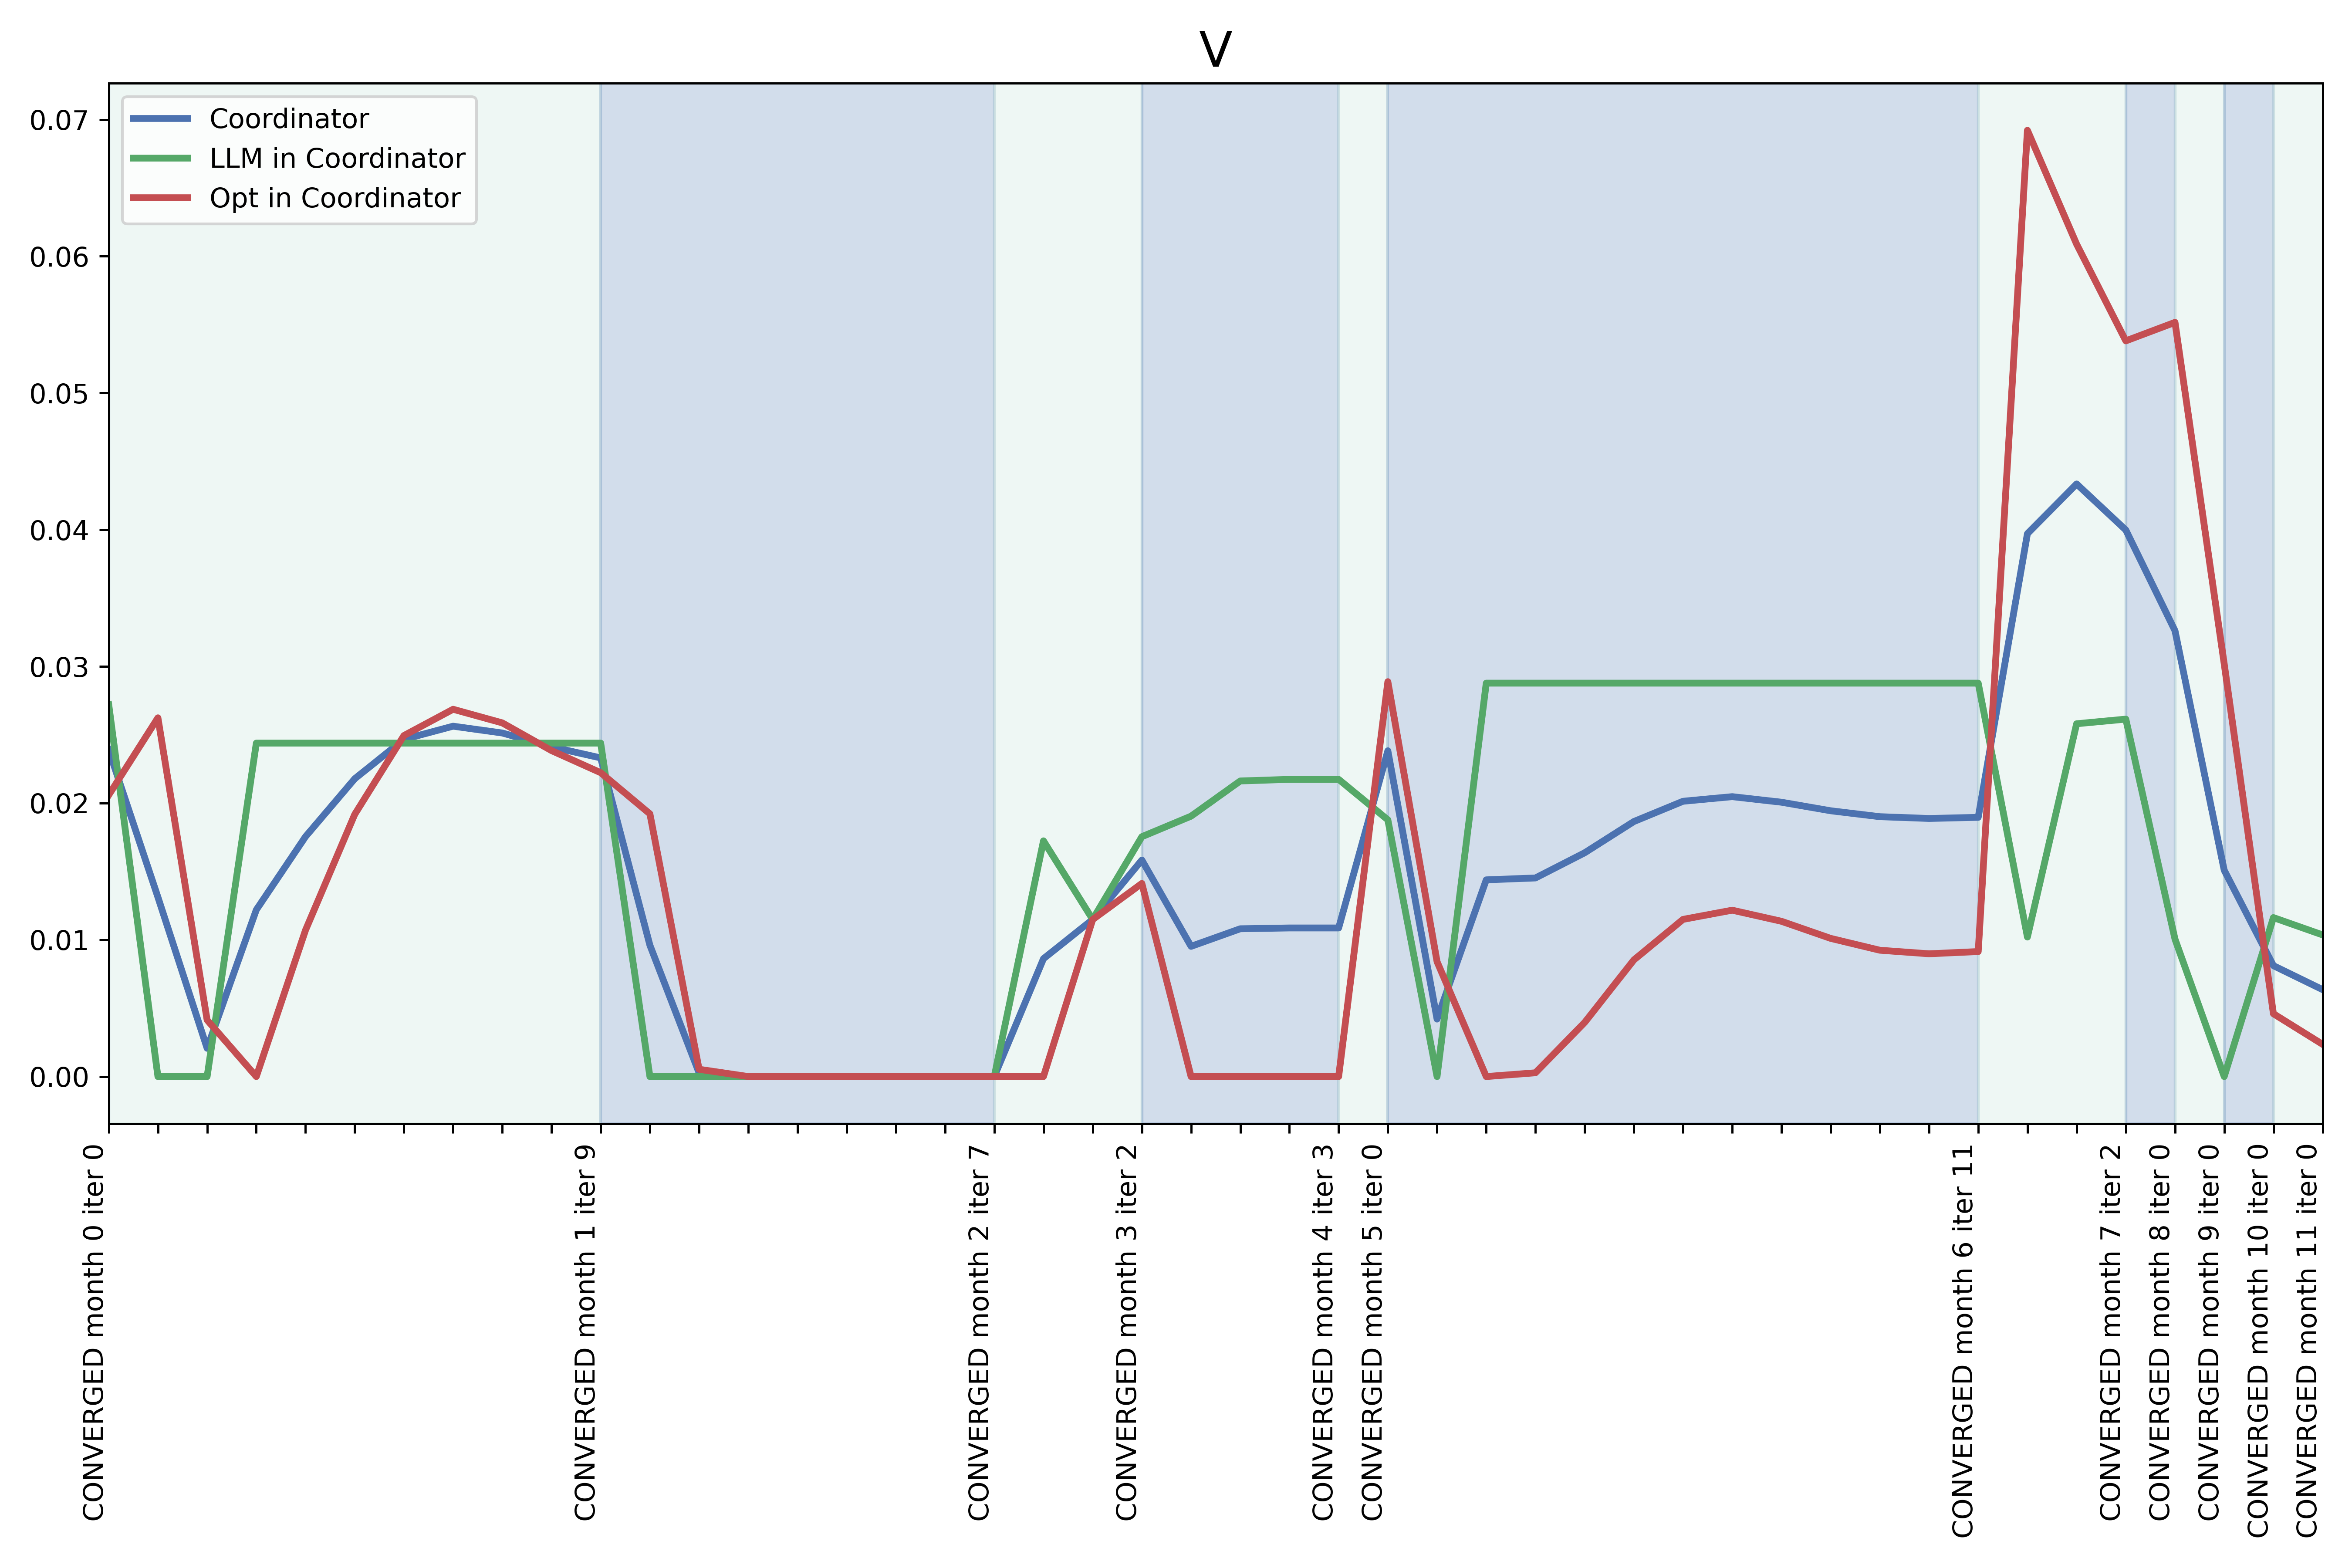 V
Coordinator
LLM in Coordinator
Opt in Coordinator
0.07
0.06
0.05
0.04
0.03
0.02
0.01
0.00
CONVERGED month 0 iter 0
CONVERGED month 1 iter 9
CONVERGED month 2 iter 7
CONVERGED month 3 iter 2
CONVERGED month 4 iter 3
CONVERGED month 5 iter 0
CONVERGED month 6 iter 11
CONVERGED month 7 iter 2
CONVERGED month 8 iter 0
CONVERGED month 9 iter 0
CONVERGED month 10 iter 0
CONVERGED month 11 iter 0